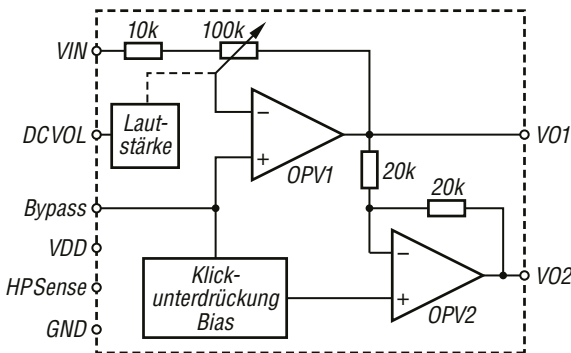 10k
100k
VIN
DCVOL
Laut-
stärke
−
+
OPV1
VO1
20k
20k
Bypass
VDD
HPSense
GND
Klick-
unterdrückung
Bias
−
+
OPV2
VO2